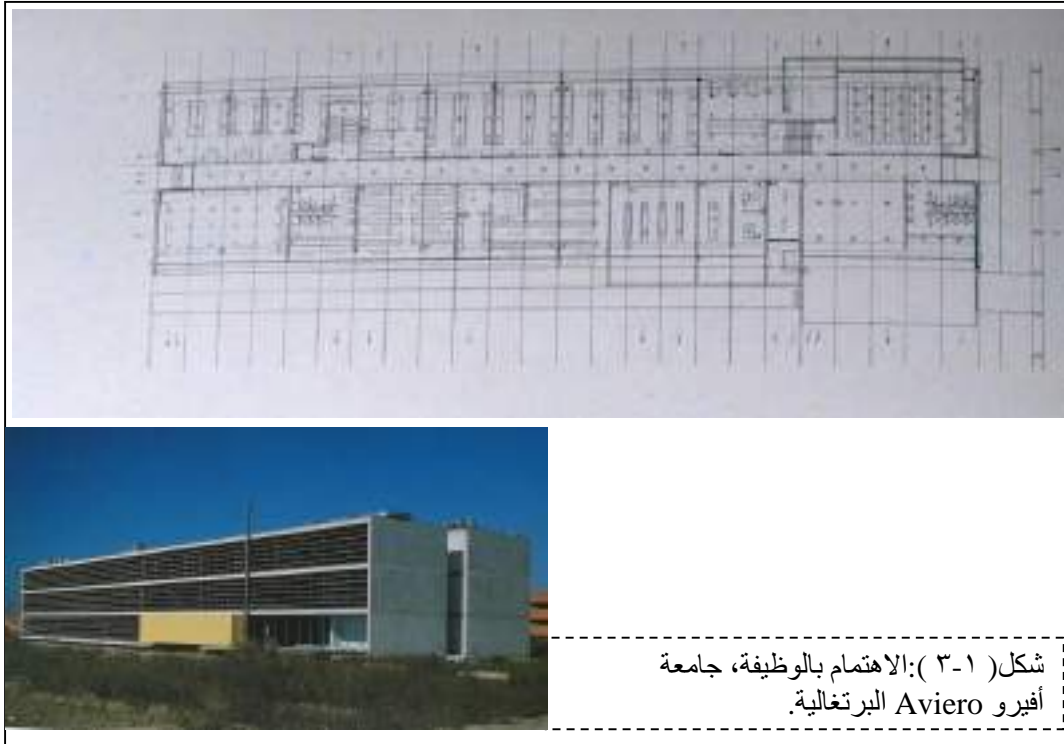 شكل( ١-٣ ):الاهتمام بالوظيفة، جامعة
أفيرو Aviero البرتغالية.